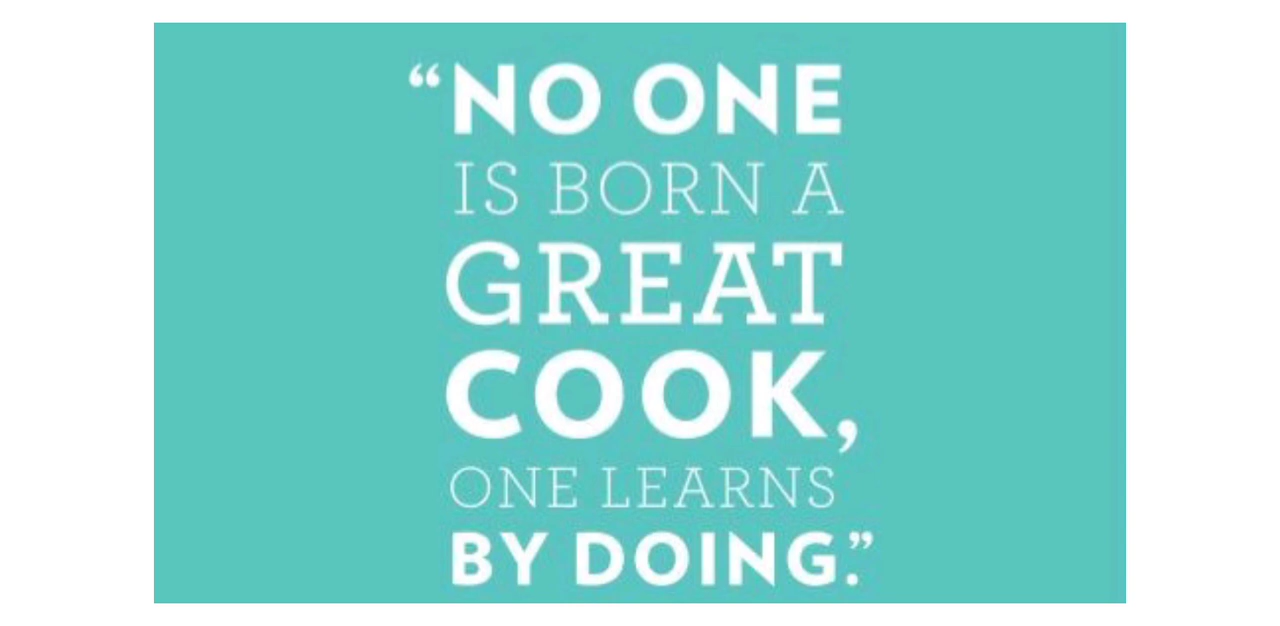 “NO ONE
IS BORN A
GREAT
COOK,
ONE LEARNS
BY DOING.”